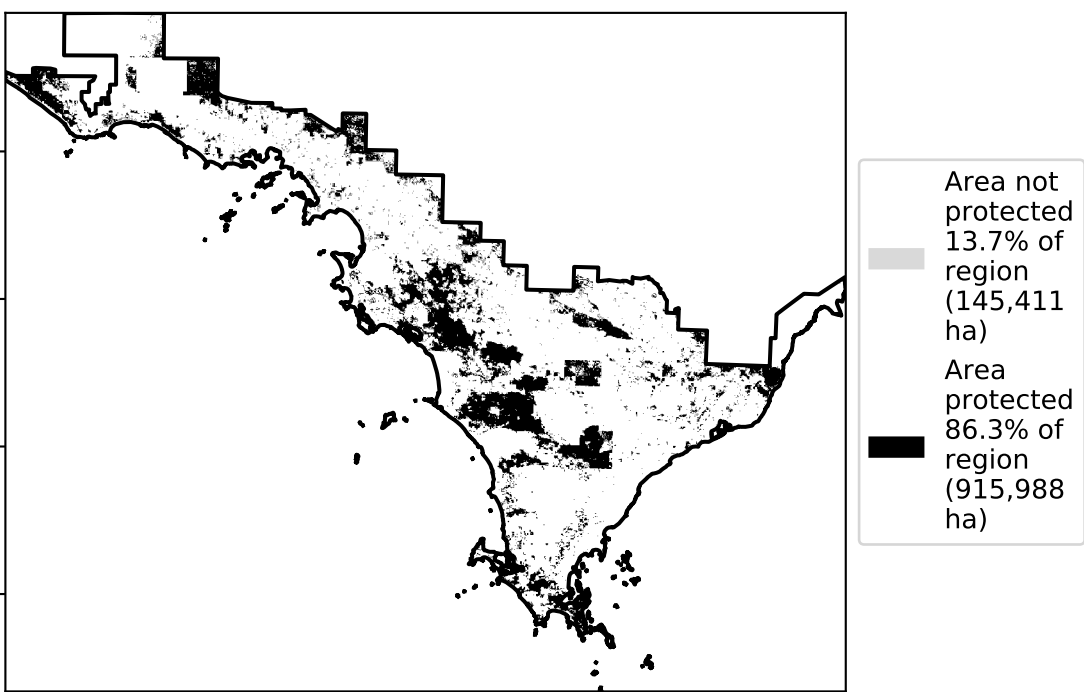 Area not
protected
13.7% of
region
(145,411
ha)
Area
protected
86.3% of
region
(915,988
ha)